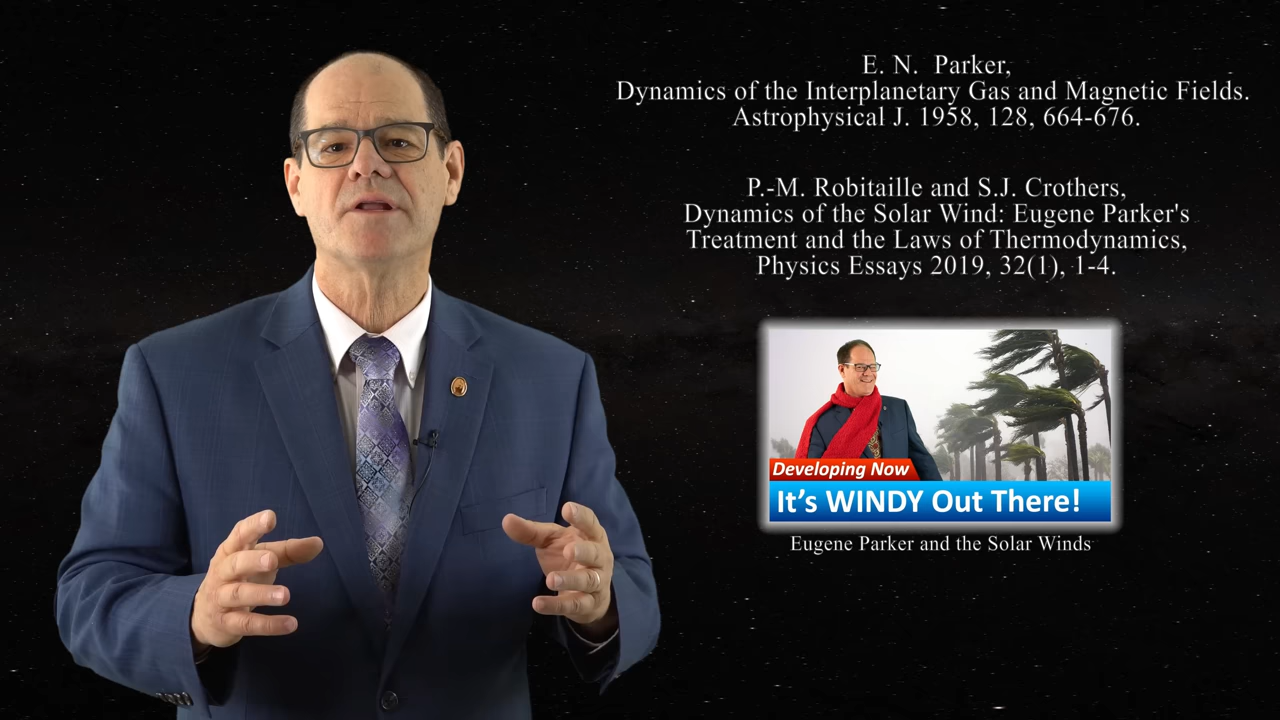 E. N. Parker,
Dynamics of the Interplanetary Gas and Magnetic Fields.
Astrophysical J. 1958, 128, 664-676.
P.-M. Robitaille and S.J. Crothers,
Dynamics of the Solar Wind: Eugene Parker's
Treatment and the Laws of Thermodynamics,
Physics Essays 2019, 32(1), 1-4.
Developing Now
It's WINDY Out There!
Eugene Parker and the Solar Winds